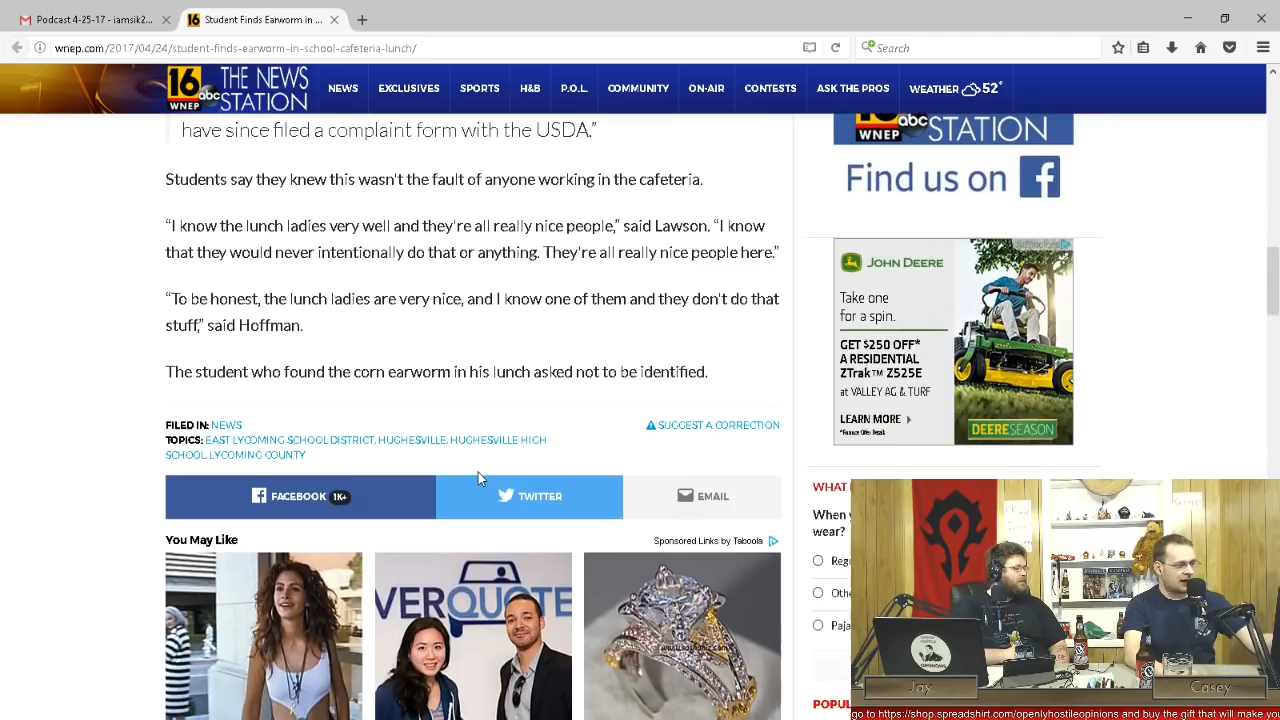 Podcast 4-25-17 - iamsik2...
Student Finds Earworm in ...
wnep.com/2017/04/24/student-finds-earworm-in-school-cafeteria-lunch/
Search
16 abc WNEP THE NEWS STATION
NEWS EXCLUSIVES SPORTS H&B P.O.L. COMMUNITY ON-AIR CONTESTS ASK THE PROS WEATHER 52°
have since filed a complaint form with the USDA.”
Students say they knew this wasn't the fault of anyone working in the cafeteria.
“I know the lunch ladies very well and they're all really nice people,” said Lawson. “I know
that they would never intentionally do that or anything. They're all really nice people here.”
“To be honest, the lunch ladies are very nice, and I know one of them and they don't do that
stuff,” said Hoffman.
The student who found the corn earworm in his lunch asked not to be identified.
FILED IN: NEWS
SUGGEST A CORRECTION
TOPICS: EAST LYCOMING SCHOOL DISTRICT, HUGHESVILLE, HUGHESVILLE HIGH
SCHOOL, LYCOMING COUNTY
FACEBOOK 1K+
TWITTER
EMAIL
You May Like
Sponsored Links by Taboola
VERQUOTE
abc WNEP STATION
Find us on f
JOHN DEERE
Take one
for a spin.
GET $250 OFF*
A RESIDENTIAL
ZTrak™ Z525E
at VALLEY AG & TURF
LEARN MORE
*Finance Offer Detail
DEERE SEASON
WHAT
When y
wear?
Reg
Othe
Paja
POPUL
OPINIONS
Jay
Casey
go to https://shop.spreadshirt.com/openlyhostileopinions and buy the gift that will make you